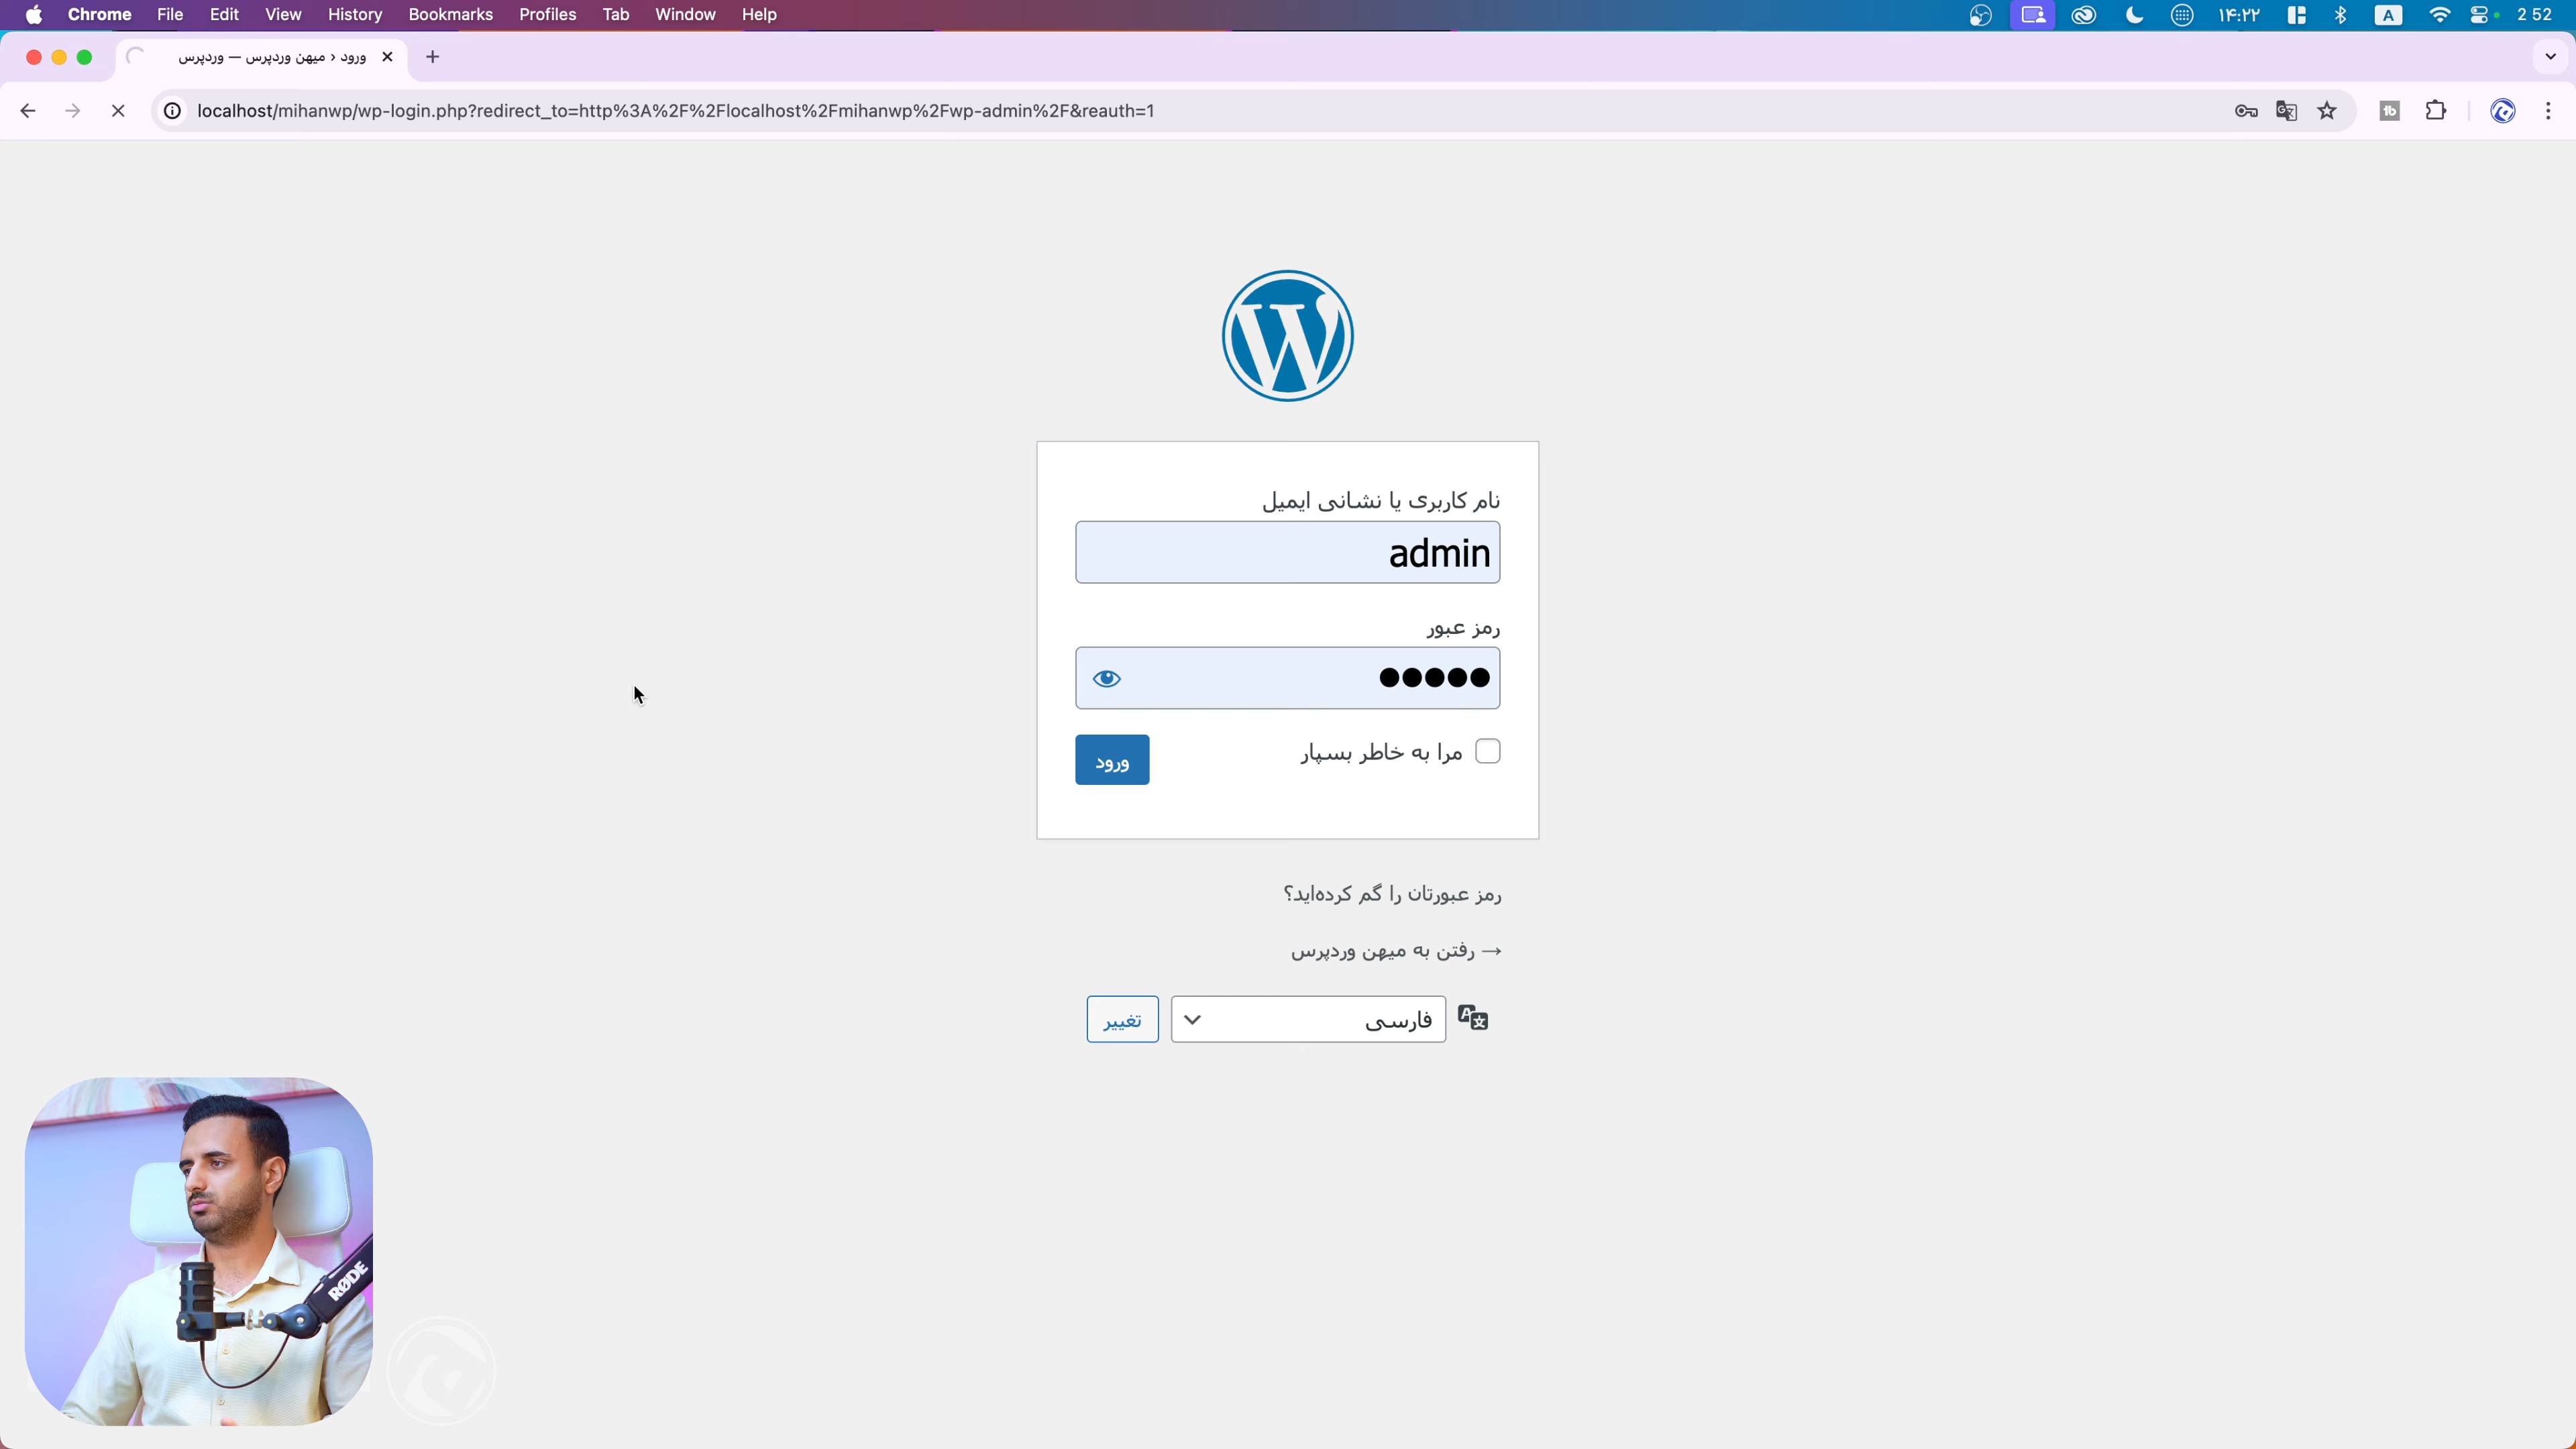 Chrome File Edit View History Bookmarks Profiles Tab Window Help
۱۴:۲۲ A 2 52
ورود ‹ میهن وردپرس — وردپرس
localhost/mihanwp/wp-login.php?redirect_to=http%3A%2F%2Flocalhost%2Fmihanwp%2Fwp-admin%2F&reauth=1
نام کاربری یا نشانی ایمیل
admin
رمز عبور
مرا به خاطر بسپار
ورود
رمز عبورتان را گم کرده‌اید؟
→ رفتن به میهن وردپرس
فارسی
تغییر
RØDE